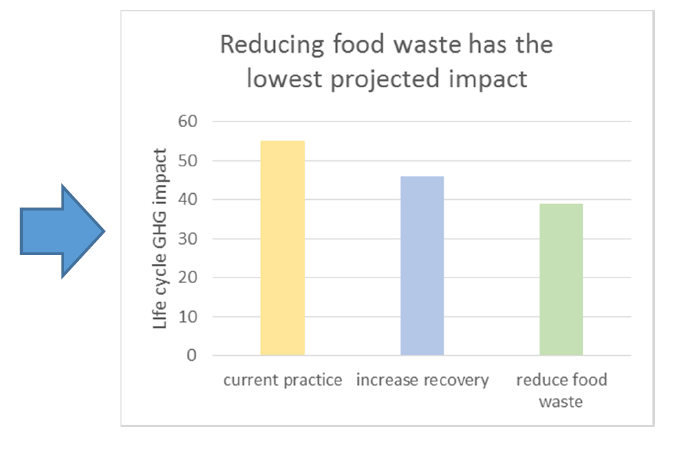 Reducing food waste has the
lowest projected impact
LIfe cycle GHG impact
60
50
40
30
20
10
0
current practice
increase recovery
reduce food
waste